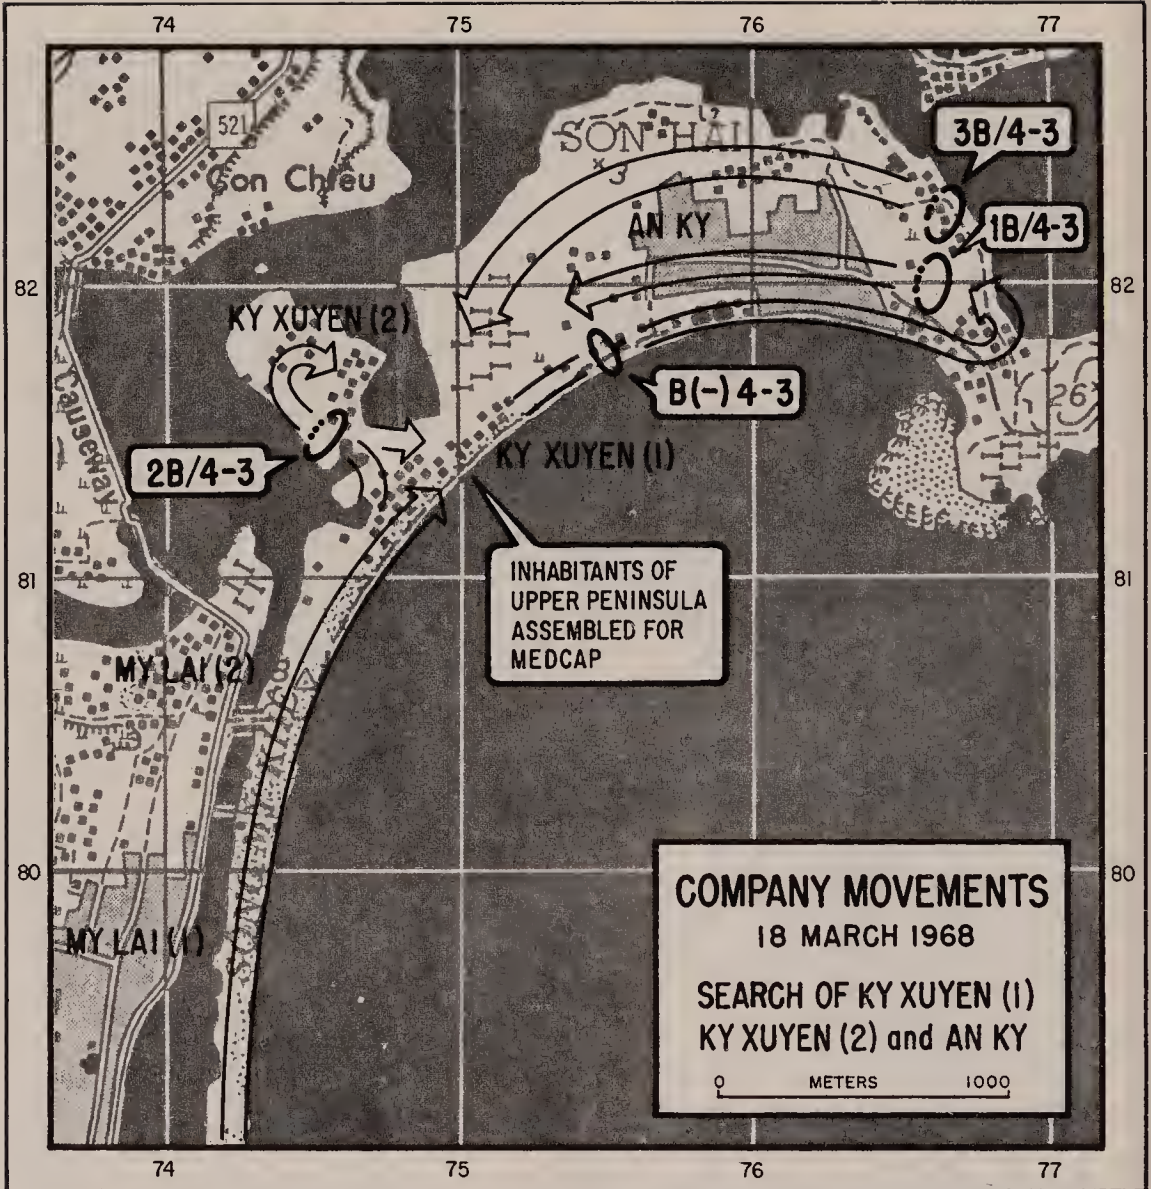 74 75 76 77
521
SON HAI
3
Con Chieu
3B/4-3
1B/4-3
AN KY
82 82
KY XUYEN (2)
B(-) 4-3
26
2B/4-3
KY XUYEN (1)
Causeway
INHABITANTS OF
UPPER PENINSULA
ASSEMBLED FOR
MEDCAP
81 81
MY LAI (2)
80 80
MY LAI (1)
COMPANY MOVEMENTS
18 MARCH 1968
SEARCH OF KY XUYEN (1)
KY XUYEN (2) and AN KY
0 METERS 1000
74 75 76 77